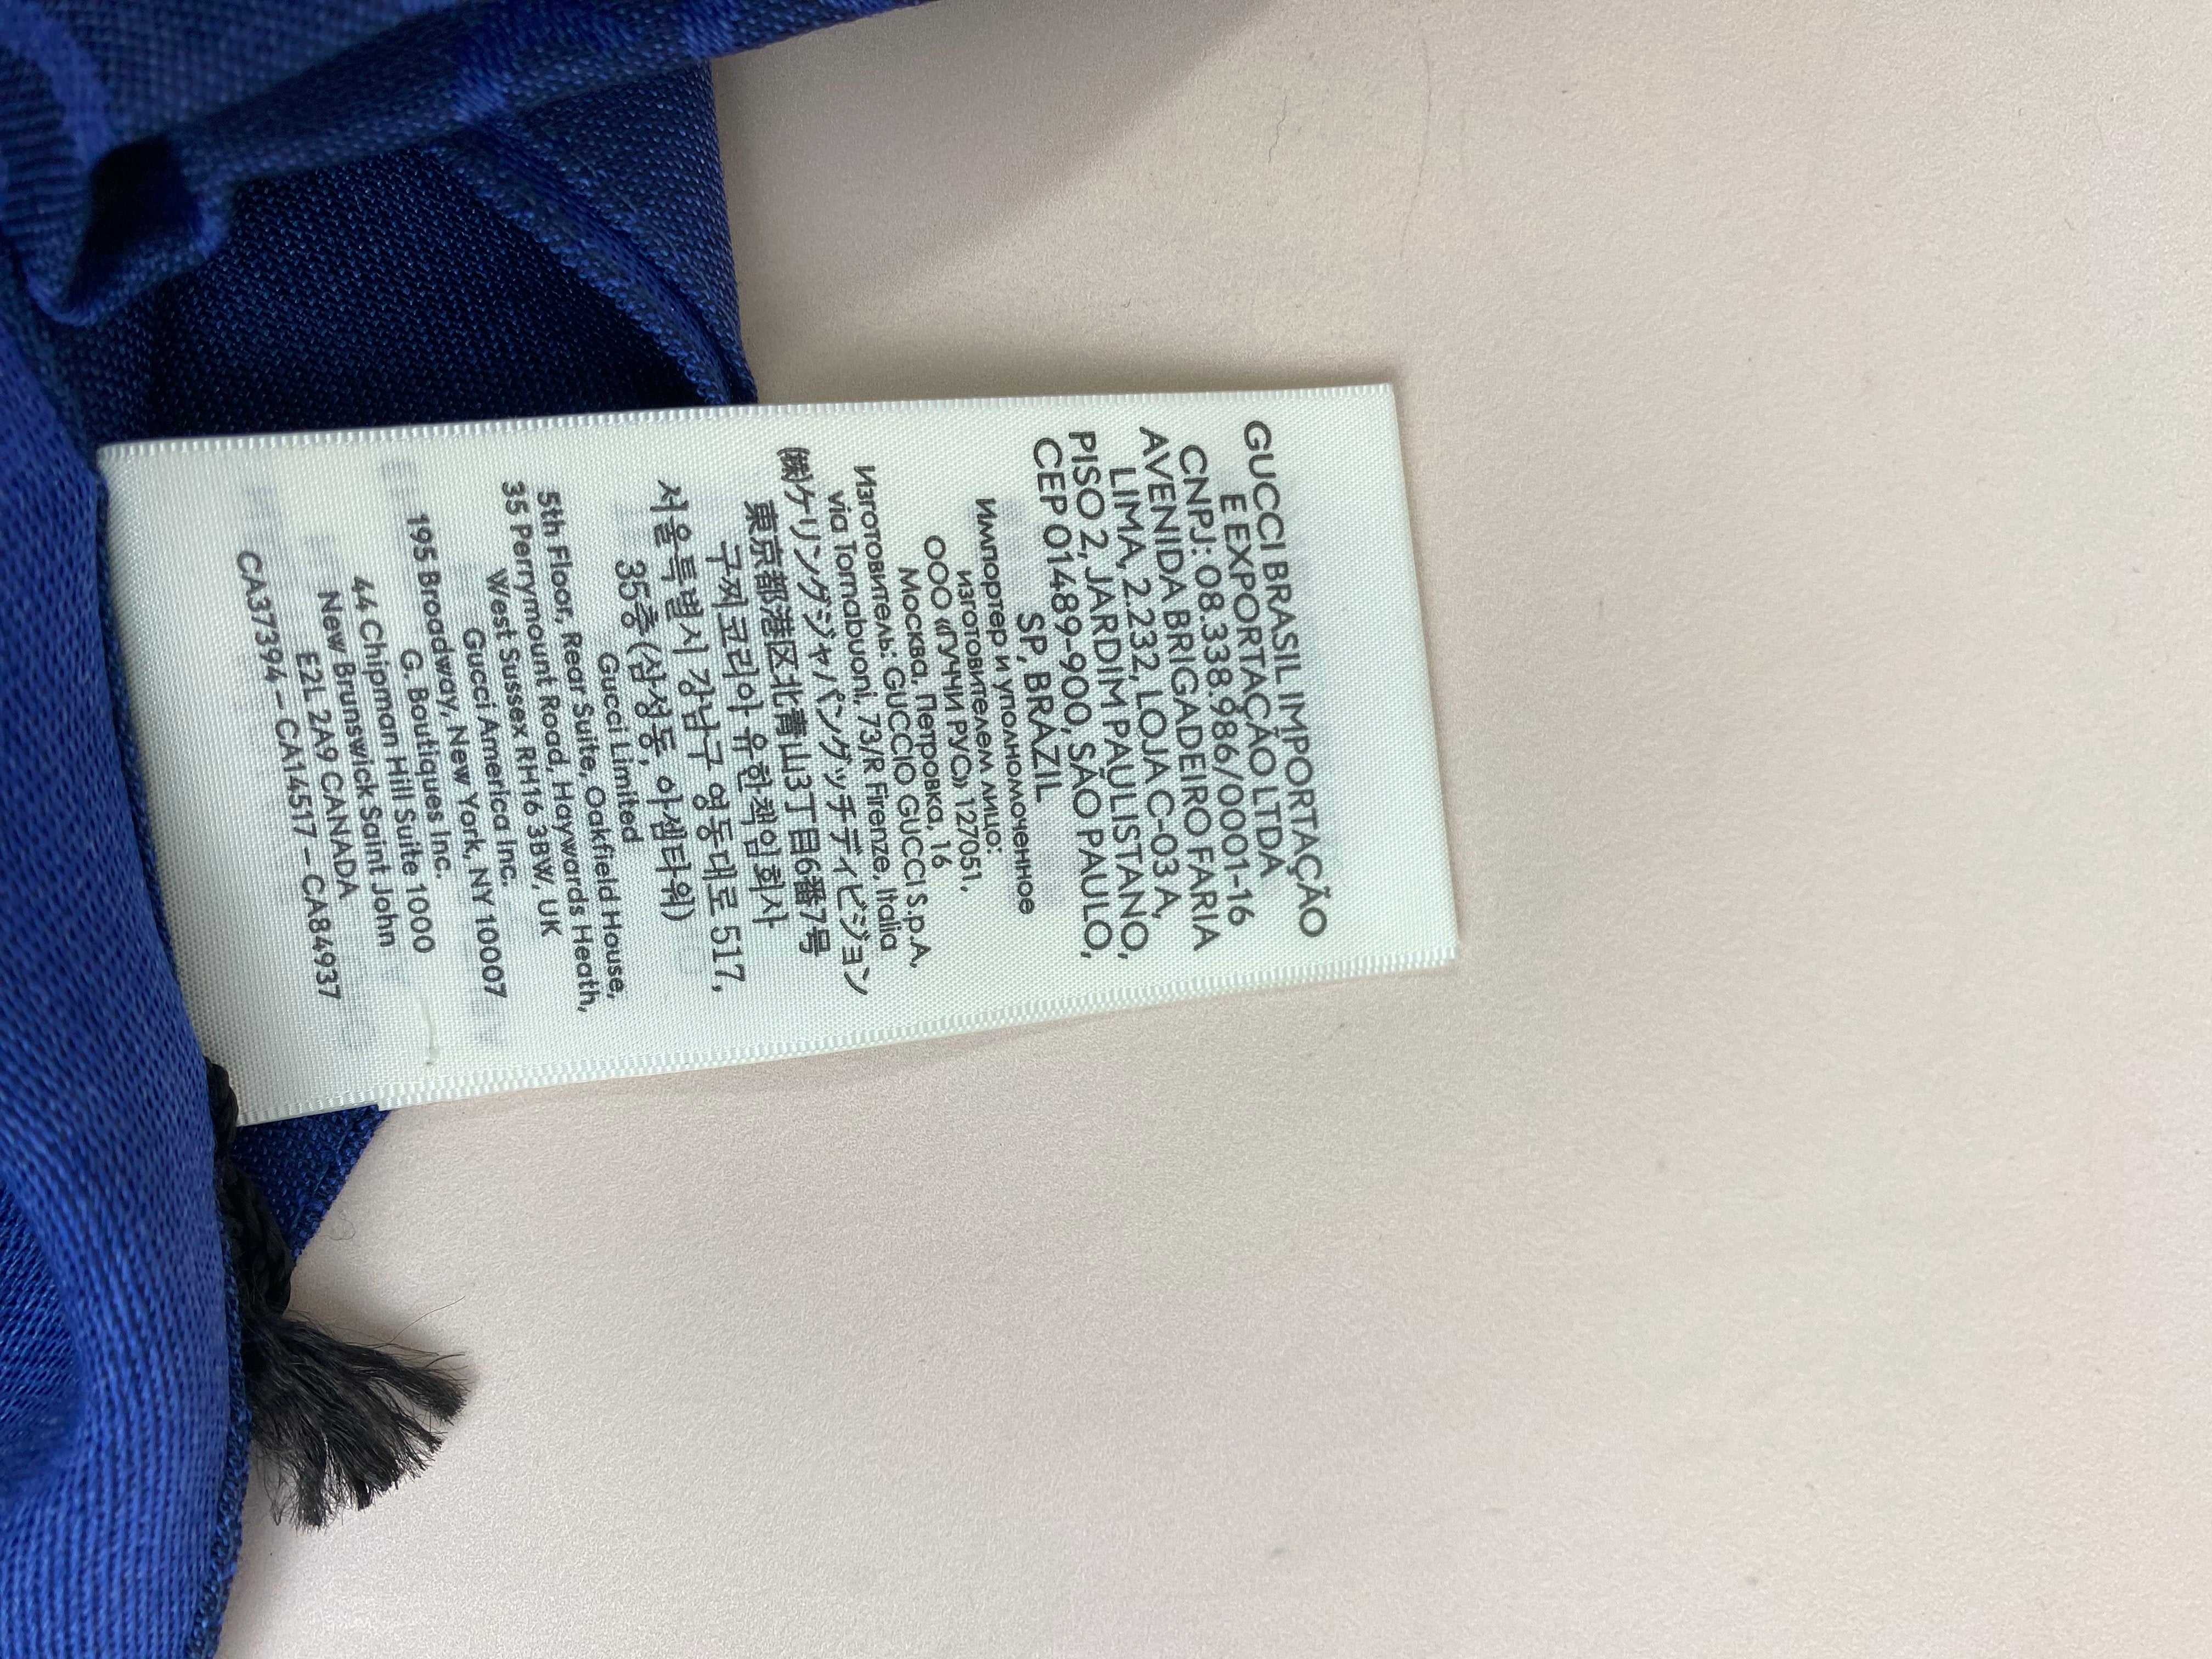 GUCCI BRASIL IMPORTAÇÃO
E EXPORTAÇÃO LTDA
CNPJ: 08.338.986/0001-16
AVENIDA BRIGADEIRO FARIA
LIMA, 2.232, LOJA C-03 A,
PISO 2, JARDIM PAULISTANO,
CEP 01489-900, SÃO PAULO,
SP, BRAZIL
Импортер и уполномоченное
изготовителем лицо:
ООО «ГУЧЧИ РУС» 127051,
Москва, Петровка, 16
Изготовитель: GUCCIO GUCCI S.p.A,
via Tornabuoni, 73/R Firenze, Italia
㈱ケリングジャパングッチディビジョン
東京都港区北青山3丁目6番7号
구찌코리아 유한책임회사
서울특별시 강남구 영동대로 517,
35층(삼성동, 아셈타워)
Gucci Limited
5th Floor, Rear Suite, Oakfield House,
35 Perrymount Road, Haywards Heath,
West Sussex RH16 3BW, UK
Gucci America Inc.
195 Broadway, New York, NY 10007
G. Boutiques Inc.
44 Chipman Hill Suite 1000
New Brunswick Saint John
E2L 2A9 CANADA
CA37394 – CA14517 – CA84937